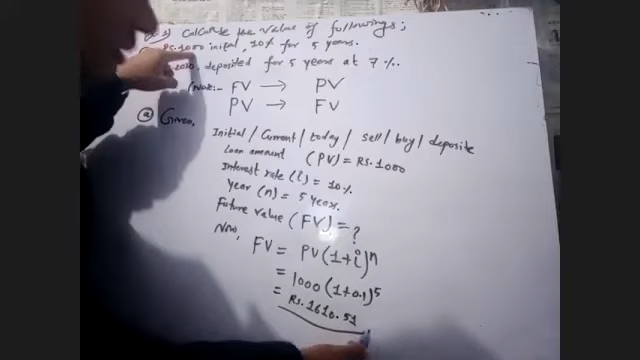 1) Calculate the value of followings;
Rs.1000 initial, 10% for 5 years.
deposited for 5 years at 7%.
Note:- FV → PV
PV → FV
(a) Given,
Initial / Current / today / sell / buy / deposite
Loan amount (PV) = Rs.1000
Interest rate (i) = 10%
year (n) = 5 years.
Future value (FV) = ?
Now,
FV = PV(1+i)^n
= 1000 (1+0.1)^5
= Rs.1610.51